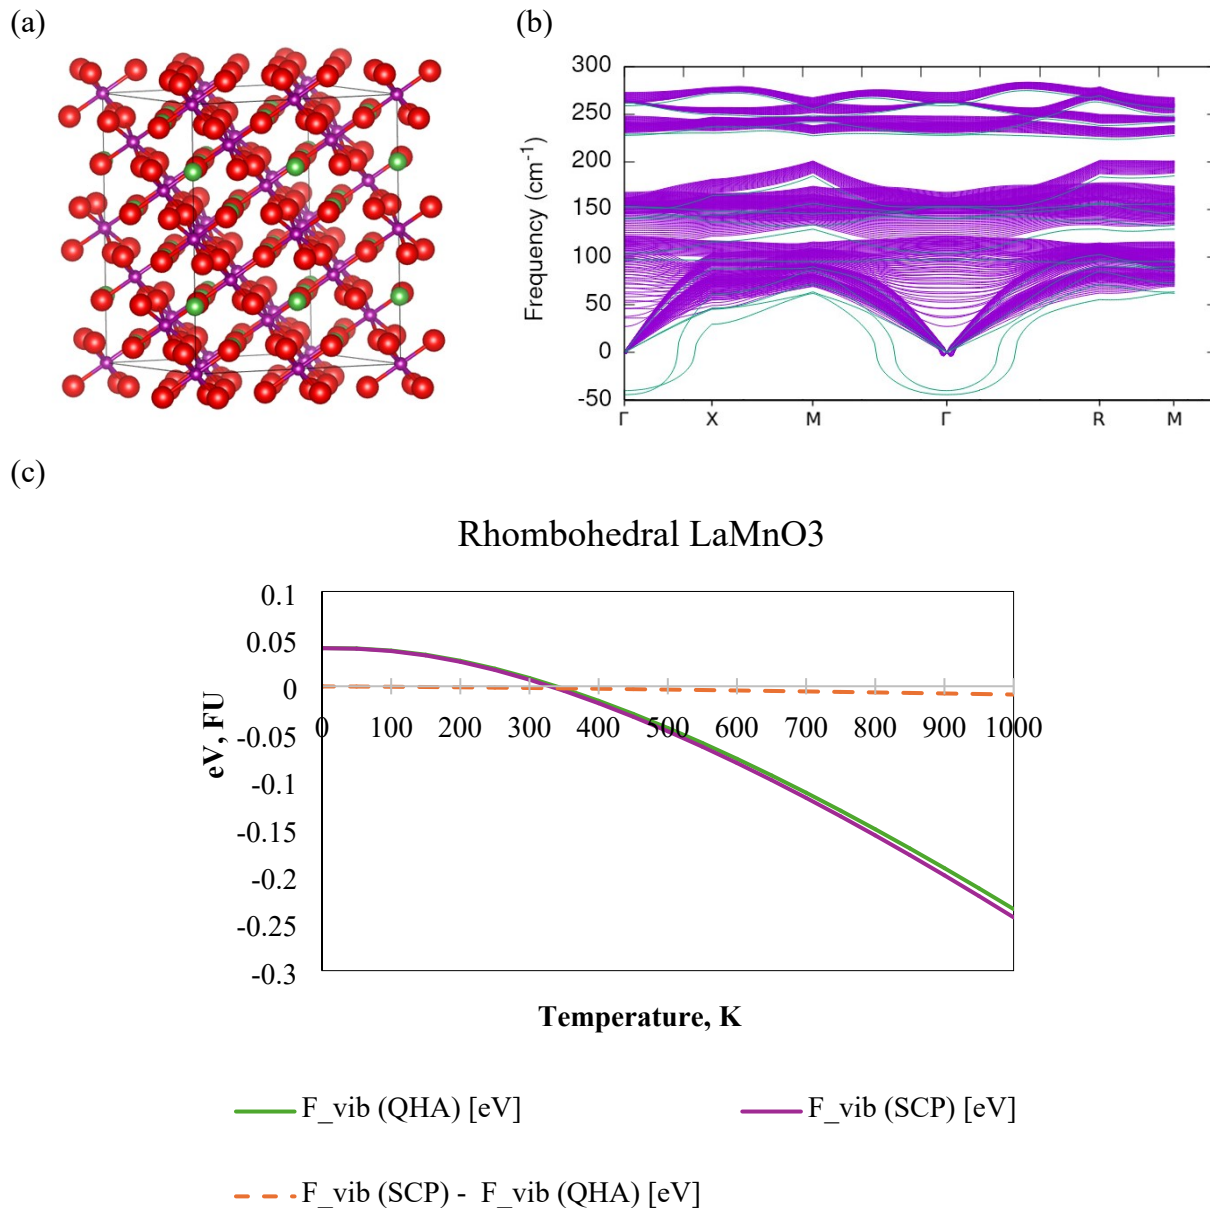 (a)
(b)
300
250
200
150
100
50
0
-50
Frequency (cm⁻¹)
Γ X M Γ R M
(c)
Rhombohedral LaMnO3
0.1
0.05
0
-0.05
-0.1
-0.15
-0.2
-0.25
-0.3
eV, FU
0 100 200 300 400 500 600 700 800 900 1000
Temperature, K
F_vib (QHA) [eV]
F_vib (SCP) [eV]
F_vib (SCP) - F_vib (QHA) [eV]